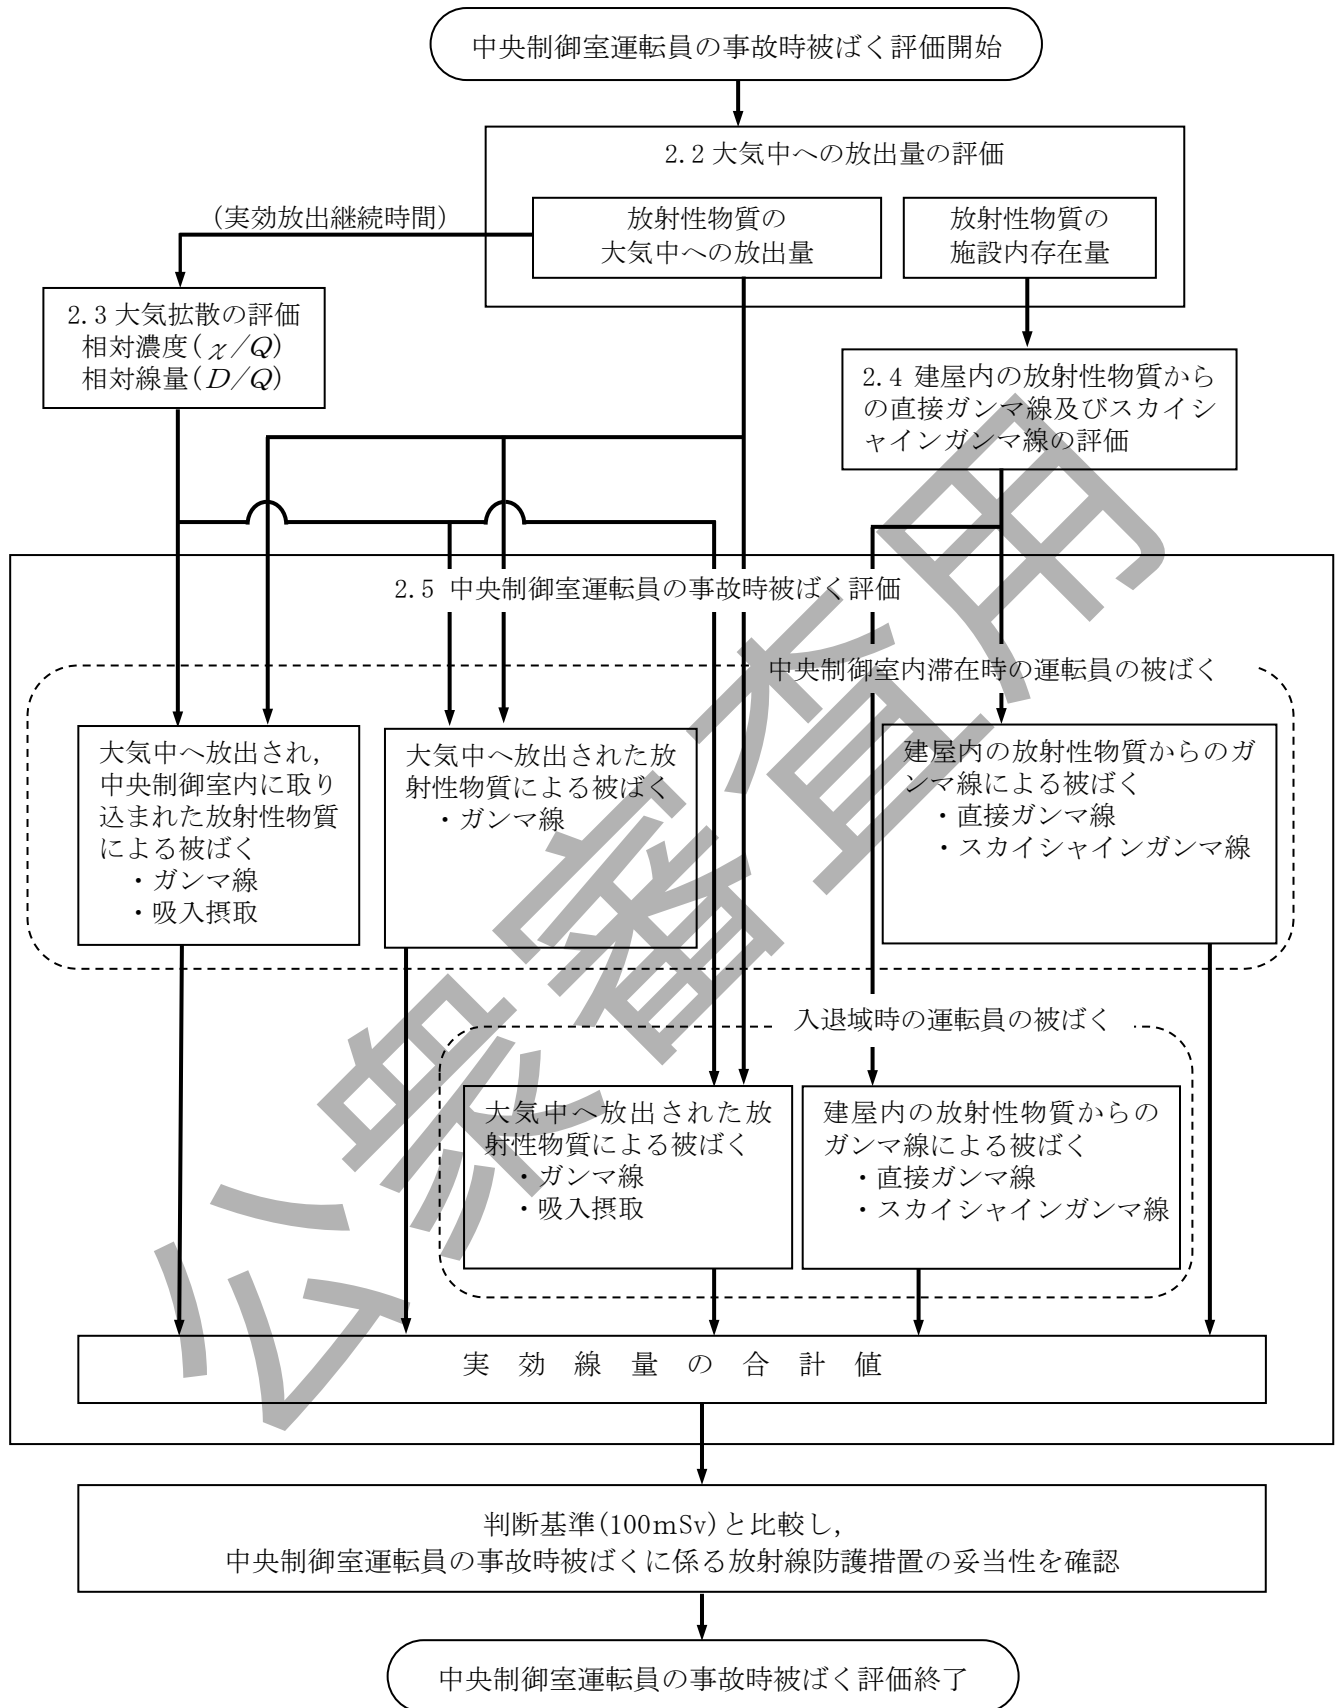 中央制御室運転員の事故時被ばく評価開始
2.2 大気中への放出量の評価
(実効放出継続時間)
放射性物質の
大気中への放出量
放射性物質の
施設内存在量
2.3 大気拡散の評価
相対濃度(χ/Q)
相対線量(D/Q)
2.4 建屋内の放射性物質から
の直接ガンマ線及びスカイシ
ャインガンマ線の評価
2.5 中央制御室運転員の事故時被ばく評価
中央制御室内滞在時の運転員の被ばく
大気中へ放出され,
中央制御室内に取り
込まれた放射性物質
による被ばく
・ガンマ線
・吸入摂取
大気中へ放出された放
射性物質による被ばく
・ガンマ線
建屋内の放射性物質からのガ
ンマ線による被ばく
・直接ガンマ線
・スカイシャインガンマ線
入退域時の運転員の被ばく
大気中へ放出された放
射性物質による被ばく
・ガンマ線
・吸入摂取
建屋内の放射性物質からの
ガンマ線による被ばく
・直接ガンマ線
・スカイシャインガンマ線
実効線量の合計値
判断基準(100mSv)と比較し,
中央制御室運転員の事故時被ばくに係る放射線防護措置の妥当性を確認
中央制御室運転員の事故時被ばく評価終了
公衆審査用